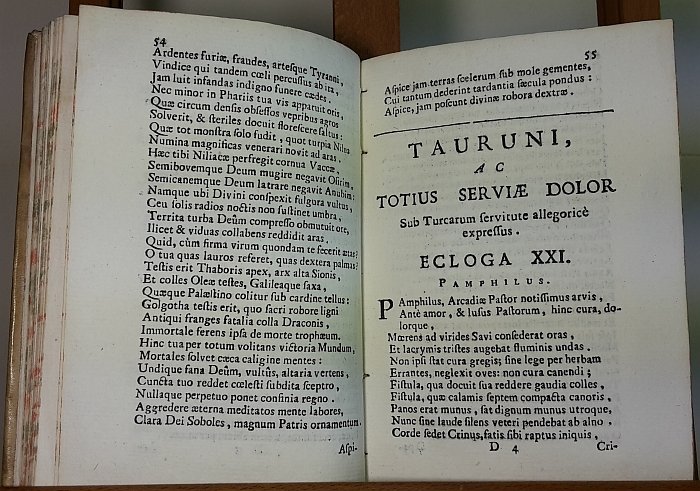 54
Ardentes furiæ, fraudes, artesque Tyranni,
Vindice qui tandem cœli percussus ab ira,
Jam luit infandas indigno funere cædes.
Nec minor in Phariis tua vis apparuit oris,
Quæ circum densis obsessos vepribus agros
Solverit, & steriles docuit florescere saltus:
Quæ tot monstra solo fudit, quot turpia Nilus
Numina magnificas venerari novit ad aras.
Hæc tibi Niliacæ perfregit cornua Vaccæ,
Semibovemque Deum mugire negavit Osirim,
Semicanemque Deum latrare negavit Anubim:
Namque ubi Divini conspexit fulgura vultus,
Ceu solis radios noctis non sustinet umbra,
Territa turba Deûm compresso obmutuit ore,
Ilicet & viduas collabens reddidit aras.
Quid, cùm firma virum quondam te fecerit ætas?
O tua quas lauros referet, quas dextera palmas?
Testis erit Thaboris apex, arx alta Sionis,
Et colles Oleæ testes, Galileaque saxa,
Quæque Palæstino colitur sub cardine tellus:
Golgotha testis erit, quo sacri robore ligni
Antiqui franges fatalia colla Draconis,
Immortale ferens ipsa de morte trophæum.
Hinc tua per totum volitans victoria Mundum,
Mortales solvet cæca caligine mentes:
Undique fana Deûm, vultûs, altaria vertens,
Cuncta tuo reddet cœlesti subdita sceptro,
Nullaque perpetuo ponet confinia regno.
Aggredere æterna meditatos mente labores,
Clara Dei Soboles, magnum Patris ornamentum.
Aspi-
55
Aspice jam terras scelerum sub mole gementes,
Cui tantum dederint tardantia sæcula pondus:
Aspice, jam poscunt divinæ robora dextræ.
TAURUNI,
AC
TOTIUS SERVIÆ DOLOR
Sub Turcarum servitute allegoricè
expressus.
ECLOGA XXI.
PAMPHILUS.
PAmphilus, Arcadiæ Pastor notissimus arvis,
Antè amor, & lusus Pastorum, hinc cura, do-
lorque,
Mœrens ad virides Savi consederat oras,
Et lacrymis tristes augebat fluminis undas.
Non ipsi stat cura gregis; sine lege per herbam
Errantes, neglexit oves: non cura canendi;
Fistula, qua docuit sua reddere gaudia colles,
Fistula, quæ calamis septem compacta canoris,
Panos erat munus, sat dignum munus utroque,
Nunc sine laude silens veteri pendebat ab alno.
Corde sedet Crinus, fatis sibi raptus iniquis,
D 4
Cri-